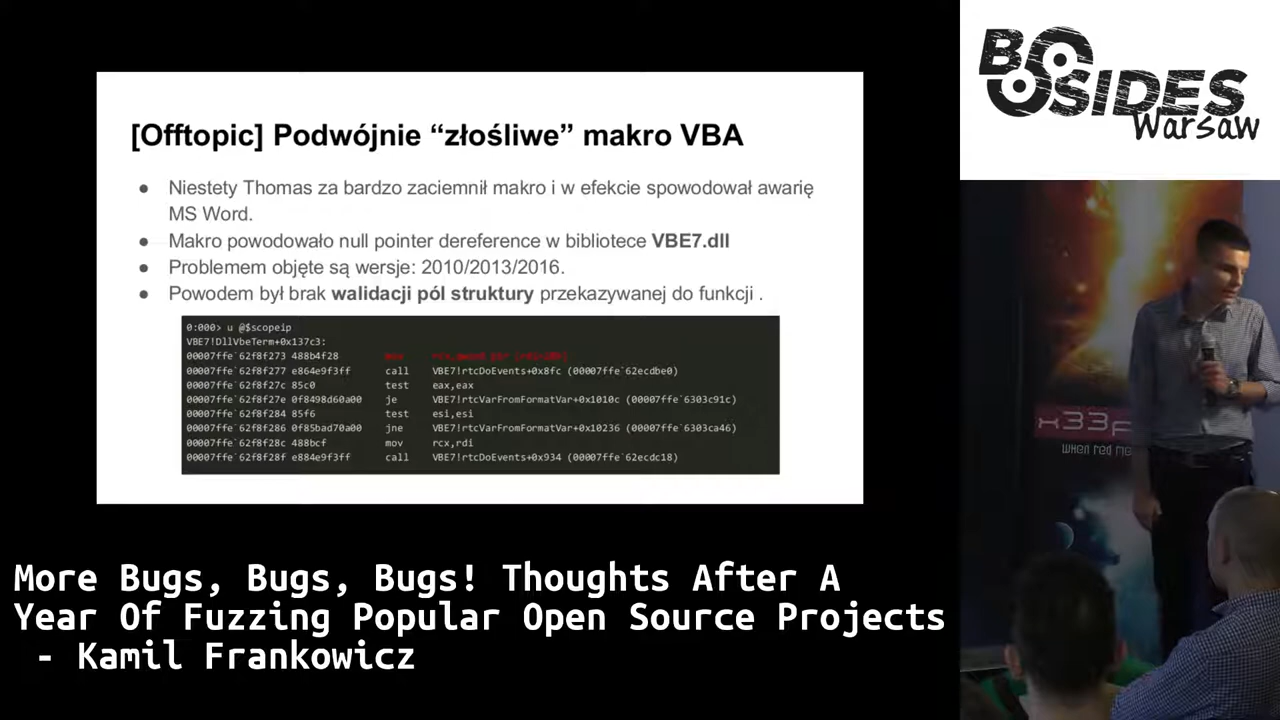 [Offtopic] Podwójnie “złośliwe” makro VBA
● Niestety Thomas za bardzo zaciemnił makro i w efekcie spowodował awarię
MS Word.
● Makro powodowało null pointer dereference w bibliotece VBE7.dll
● Problemem objęte są wersje: 2010/2013/2016.
● Powodem był brak walidacji pól struktury przekazywanej do funkcji .
0:000> u @$scopeip
VBE7!DllVbeTerm+0x137c3:
00007ffe`62f8f273 488b4f28 mov
00007ffe`62f8f277 e864e9f3ff call VBE7!rtcDoEvents+0x8fc (00007ffe`62ecdbe0)
00007ffe`62f8f27c 85c0 test eax,eax
00007ffe`62f8f27e 0f8498d60a00 je VBE7!rtcVarFromFormatVar+0x1010c (00007ffe`6303c91c)
00007ffe`62f8f284 85f6 test esi,esi
00007ffe`62f8f286 0f85bad70a00 jne VBE7!rtcVarFromFormatVar+0x10236 (00007ffe`6303ca46)
00007ffe`62f8f28c 488bcf mov rcx,rdi
00007ffe`62f8f28f e884e9f3ff call VBE7!rtcDoEvents+0x934 (00007ffe`62ecdc18)
BSIDES
Warsaw
x33f
when red me
More Bugs, Bugs, Bugs! Thoughts After A
Year Of Fuzzing Popular Open Source Projects
- Kamil Frankowicz